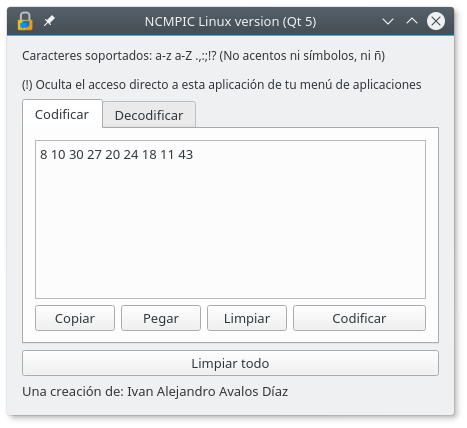 NCMPIC Linux version (Qt 5)
Caracteres soportados: a-z a-Z .,:;!? (No acentos ni símbolos, ni ñ)
(!) Oculta el acceso directo a esta aplicación de tu menú de aplicaciones
Codificar Decodificar
8 10 30 27 20 24 18 11 43
Copiar Pegar Limpiar Codificar
Limpiar todo
Una creación de: Ivan Alejandro Avalos Díaz